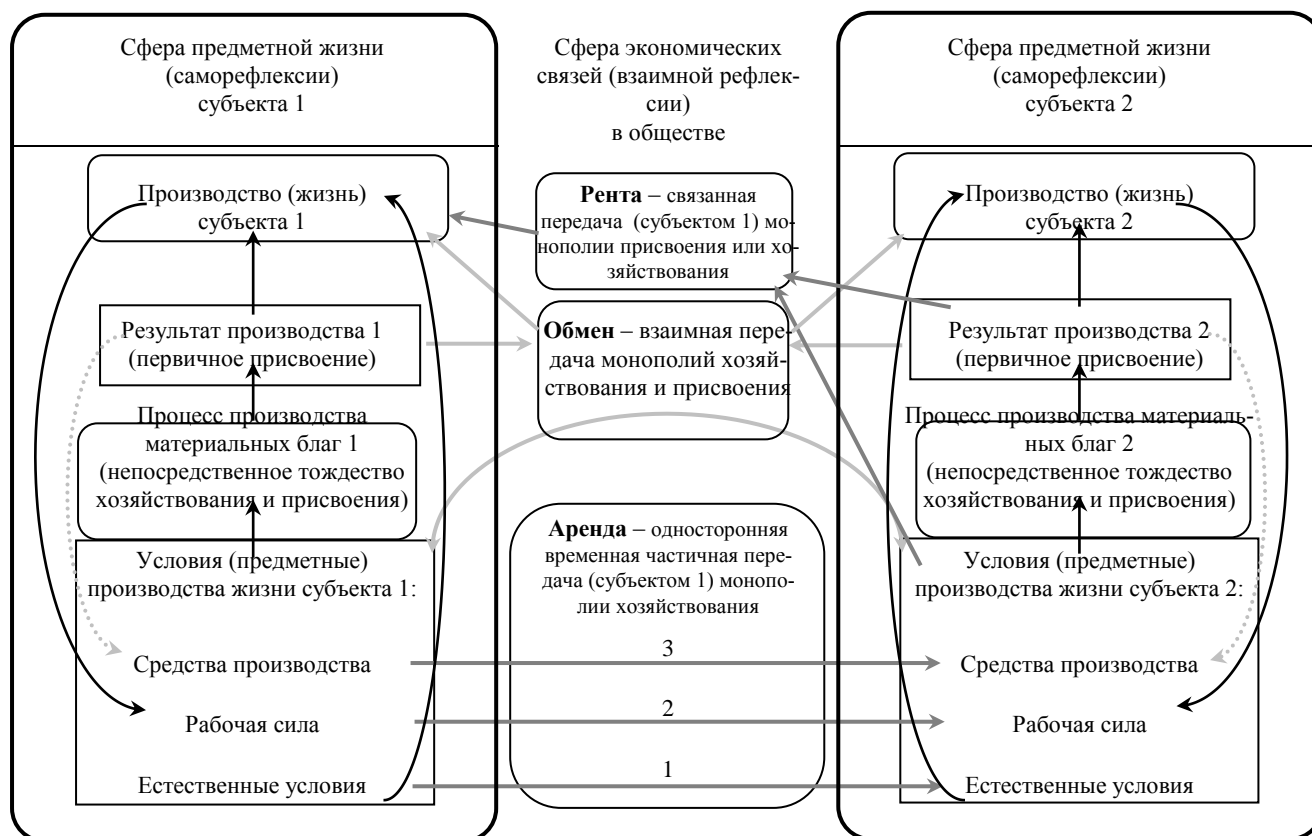 Сфера предметной жизни
(саморефлексии)
субъекта 1
Производство (жизнь)
субъекта 1
Результат производства 1
(первичное присвоение)
Процесс производства
материальных благ 1
(непосредственное тождество
хозяйствования и присвоения)
Условия (предметные)
производства жизни субъекта 1:
Средства производства
Рабочая сила
Естественные условия
Сфера экономических
связей (взаимной рефлек-
сии)
в обществе
Рента – связанная
передача (субъектом 1) мо-
нополии присвоения или хо-
зяйствования
Обмен – взаимная пере-
дача монополий хозяй-
ствования и присвоения
Аренда – односторонняя
временная частичная пере-
дача (субъектом 1) монопо-
лии хозяйствования
3
2
1
Сфера предметной жизни
(саморефлексии)
субъекта 2
Производство (жизнь)
субъекта 2
Результат производства 2
(первичное присвоение)
Процесс производства материаль-
ных благ 2
(непосредственное тождество
хозяйствования и присвоения)
Условия (предметные)
производства жизни субъекта 2:
Средства производства
Рабочая сила
Естественные условия